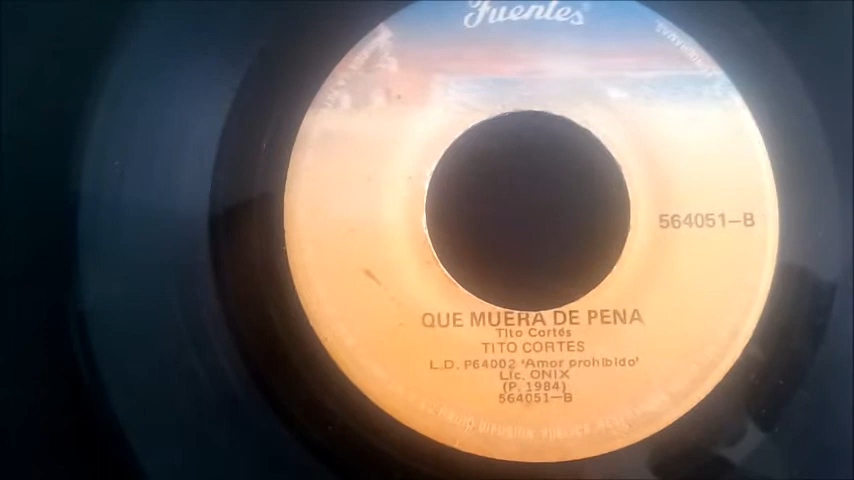 Fuentes
564051-B
QUE MUERA DE PENA
Tito Cortés
TITO CORTES
L.D. P64002 'Amor prohibido'
Lic. ONIX
(P. 1984)
564051-B